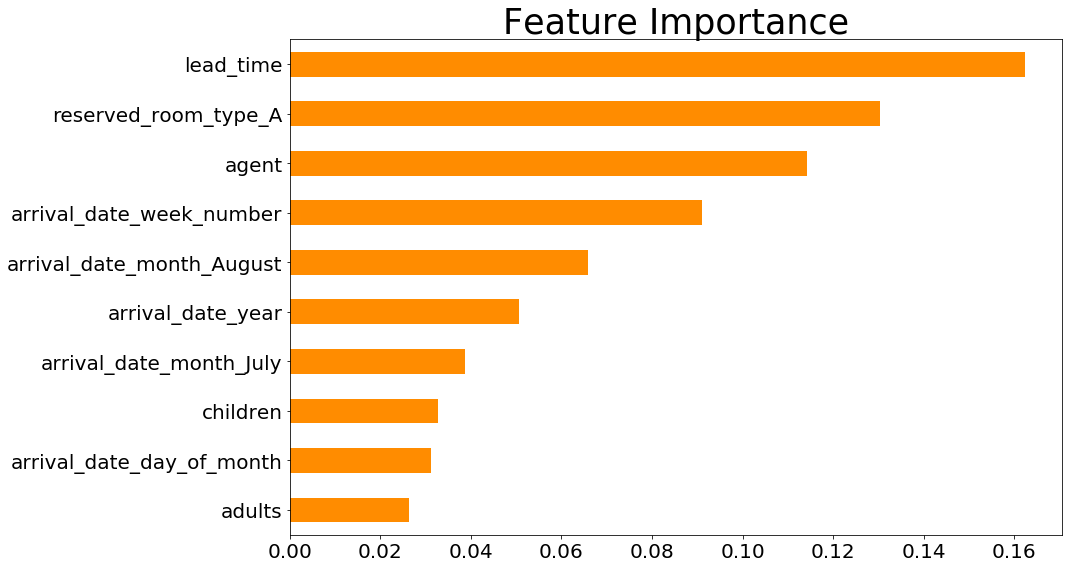 Feature Importance
lead_time
reserved_room_type_A
agent
arrival_date_week_number
arrival_date_month_August
arrival_date_year
arrival_date_month_July
children
arrival_date_day_of_month
adults
0.00 0.02 0.04 0.06 0.08 0.10 0.12 0.14 0.16